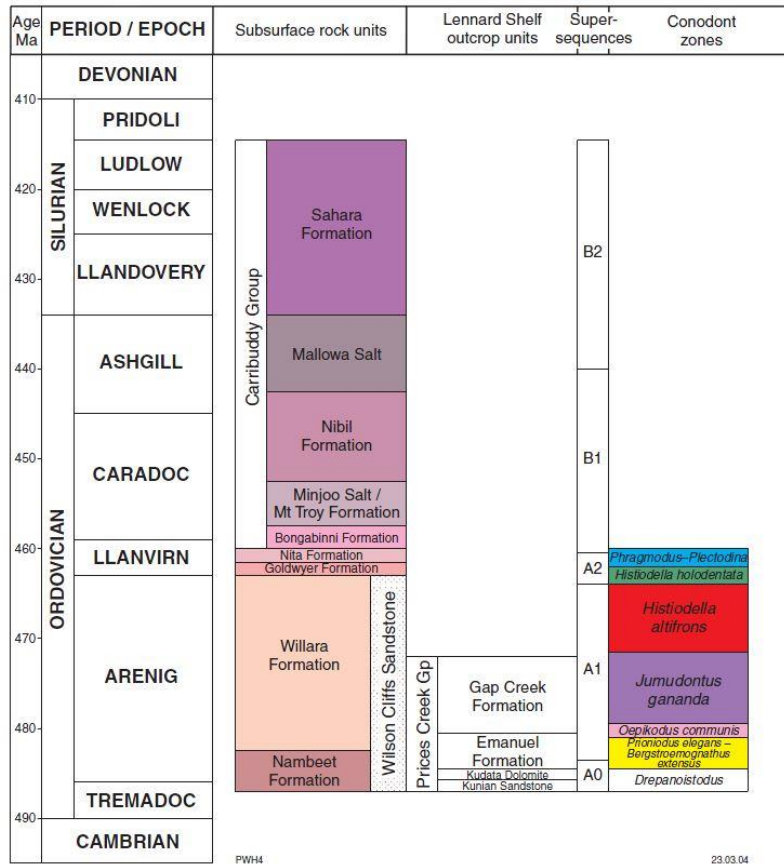 Age
Ma
PERIOD / EPOCH
Subsurface rock units
Lennard Shelf
outcrop units
Super-
sequences
Conodont
zones
410
420
430
440
450
460
470
480
490
DEVONIAN
SILURIAN
PRIDOLI
LUDLOW
WENLOCK
LLANDOVERY
ORDOVICIAN
ASHGILL
CARADOC
LLANVIRN
ARENIG
TREMADOC
CAMBRIAN
Carribuddy Group
Sahara
Formation
Mallowa Salt
Nibil
Formation
Minjoo Salt /
Mt Troy Formation
Bongabinni Formation
Nita Formation
Goldwyer Formation
Willara
Formation
Nambeet
Formation
Wilson Cliffs Sandstone
Prices Creek Gp
Gap Creek
Formation
Emanuel
Formation
Kudata Dolomite
Kunian Sandstone
B2
B1
A2
A1
A0
Phragmodus–Plectodina
Histiodella holodentata
Histiodella
altifrons
Jumudontus
gananda
Oepikodus communis
Prioniodus elegans –
Bergstroemognathus
extensus
Drepanoistodus
PWH4
23.03.04